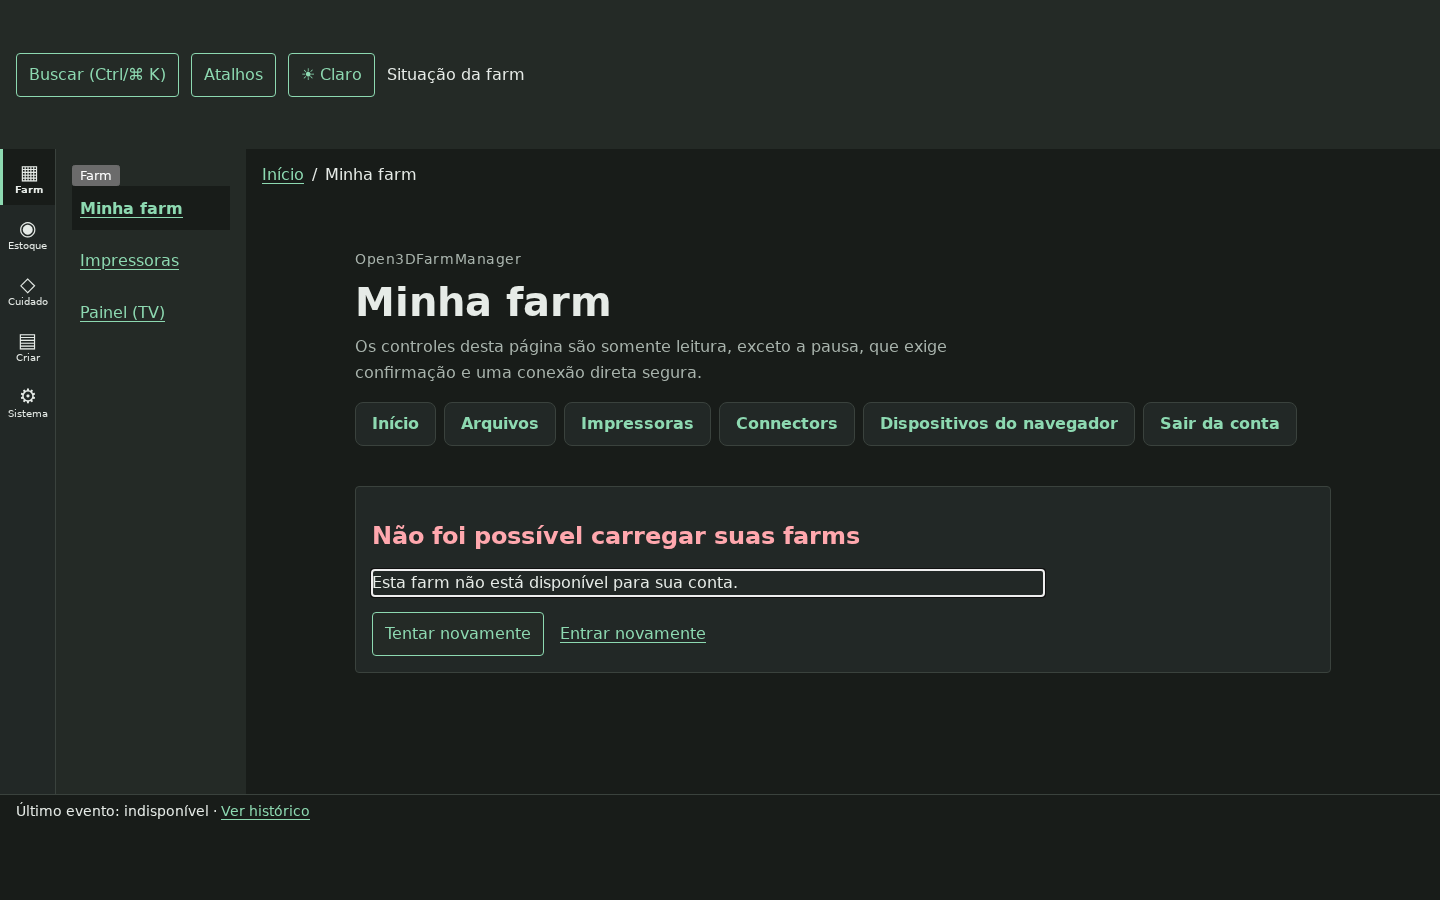 Buscar (Ctrl/⌘ K)
Atalhos
☀ Claro
Situação da farm
Farm
Estoque
Cuidado
Criar
Sistema
Farm
Minha farm
Impressoras
Painel (TV)
Início / Minha farm
Open3DFarmManager
Minha farm
Os controles desta página são somente leitura, exceto a pausa, que exige
confirmação e uma conexão direta segura.
Início
Arquivos
Impressoras
Connectors
Dispositivos do navegador
Sair da conta
Não foi possível carregar suas farms
Esta farm não está disponível para sua conta.
Tentar novamente
Entrar novamente
Último evento: indisponível · Ver histórico